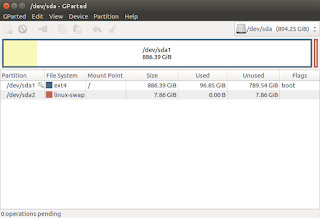 /dev/sda - GParted
GParted Edit View Device Partition Help
/dev/sda (894.25 GiB)
/dev/sda1
886.39 GiB
Partition File System Mount Point Size Used Unused Flags
/dev/sda1 ext4 / 886.39 GiB 96.85 GiB 789.54 GiB boot
/dev/sda2 linux-swap 7.86 GiB 0.00 B 7.86 GiB
0 operations pending